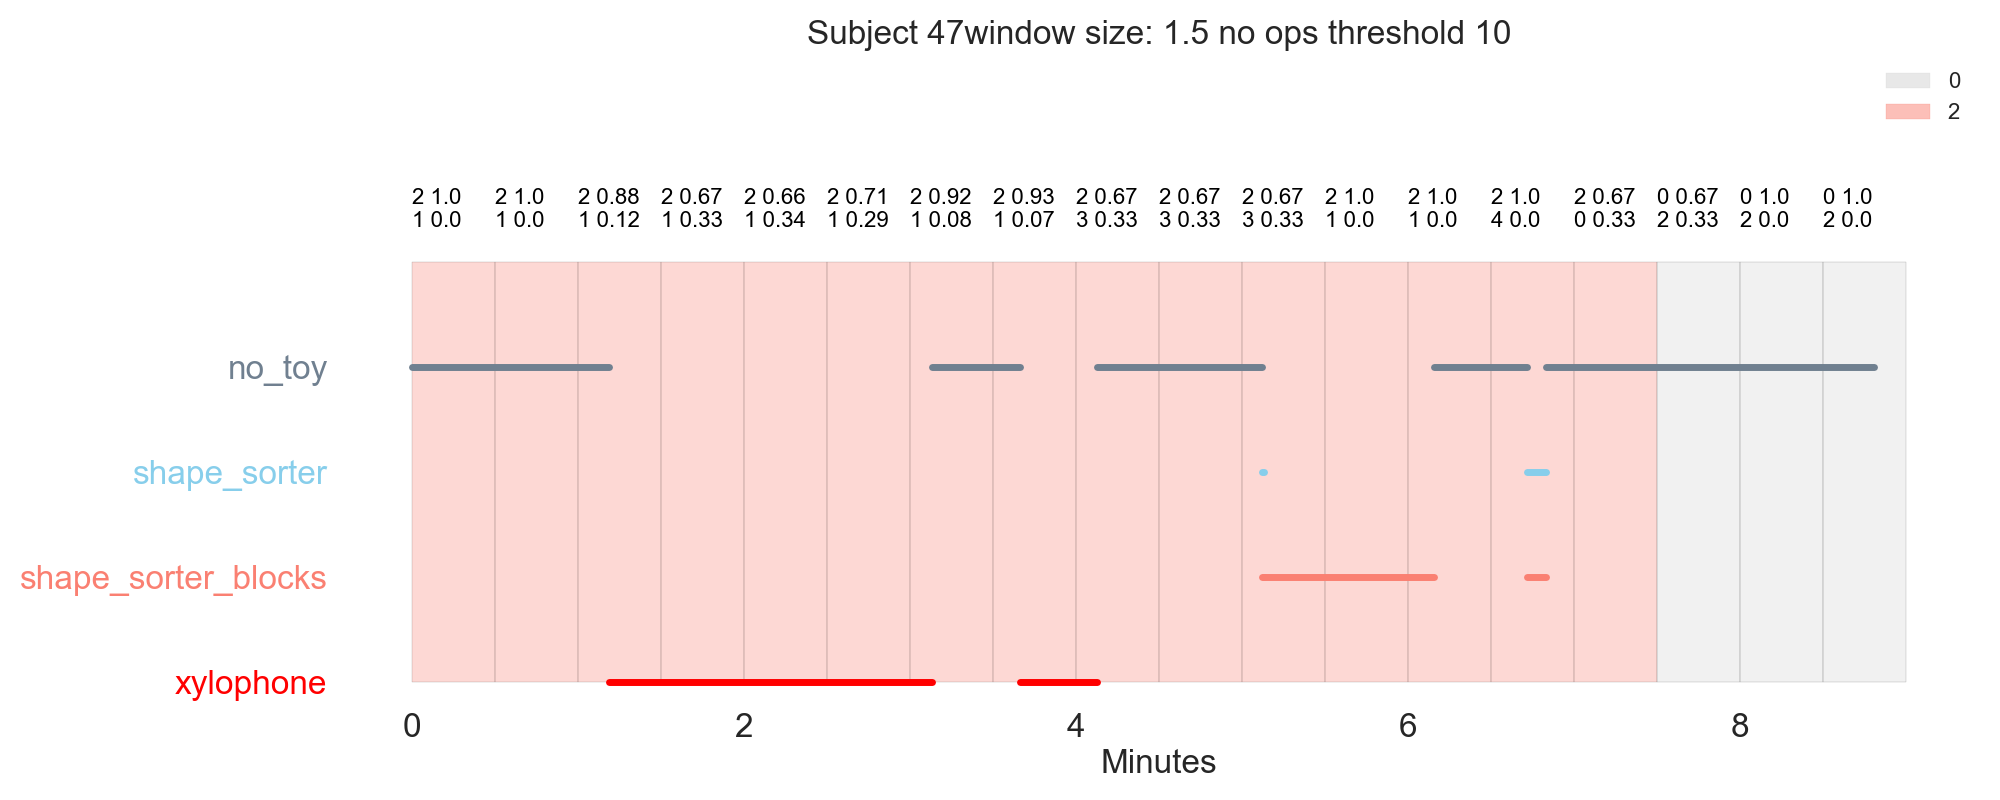 Subject 47window size: 1.5 no ops threshold 10
0
2
2 1.0 2 1.0 2 0.88 2 0.67 2 0.66 2 0.71 2 0.92 2 0.93 2 0.67 2 0.67 2 0.67 2 1.0 2 1.0 2 1.0 2 0.67 0 0.67 0 1.0 0 1.0
1 0.0 1 0.0 1 0.12 1 0.33 1 0.34 1 0.29 1 0.08 1 0.07 3 0.33 3 0.33 3 0.33 1 0.0 1 0.0 4 0.0 0 0.33 2 0.33 2 0.0 2 0.0
no_toy
shape_sorter
shape_sorter_blocks
xylophone
0 2 4 6 8
Minutes